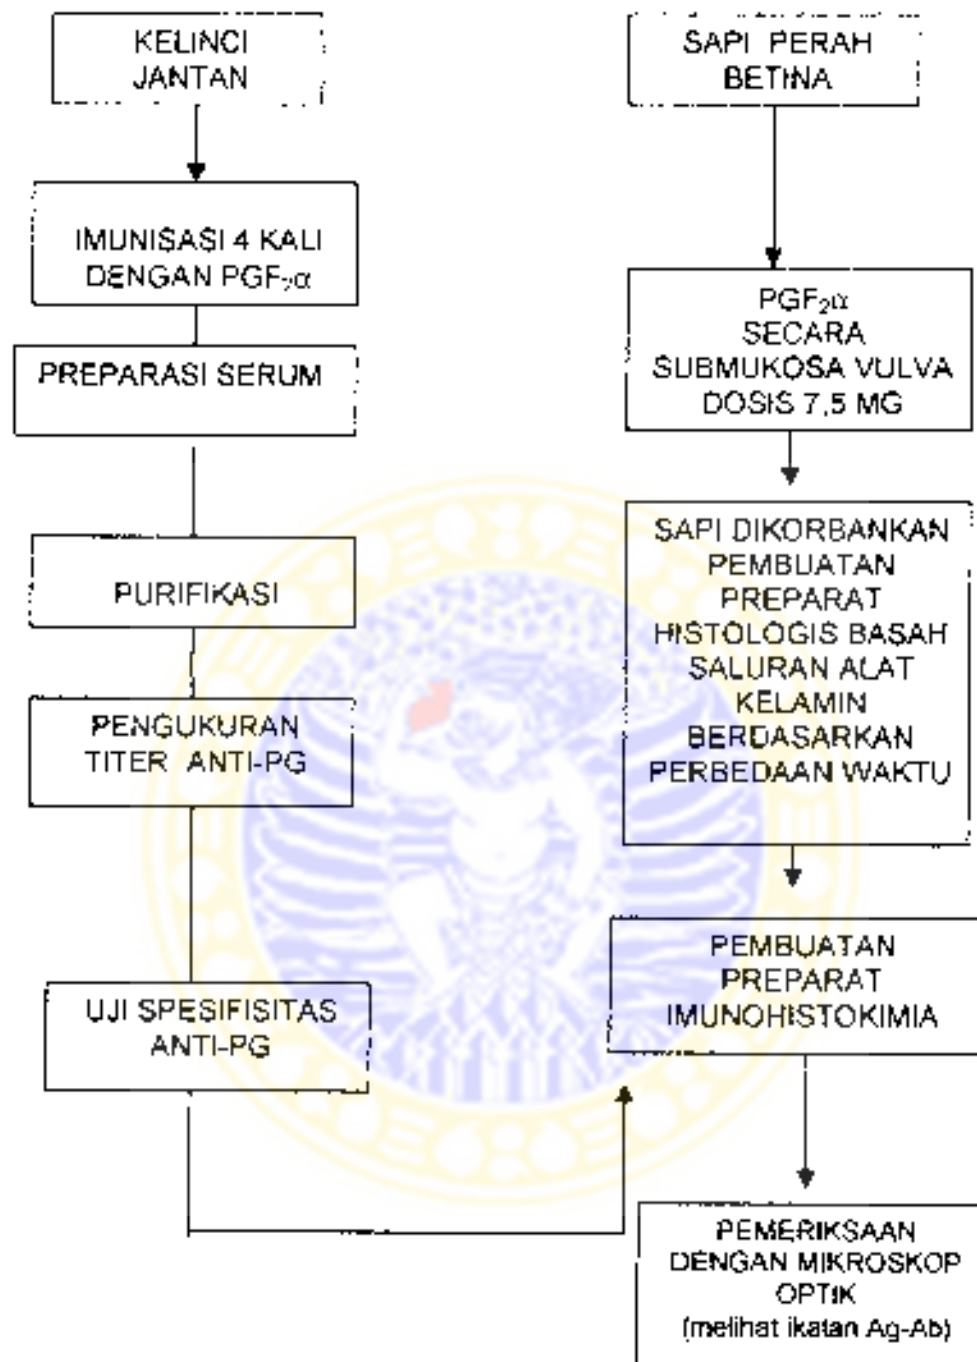 KELINCI
JANTAN
IMUNISASI 4 KALI
DENGAN PGF₂α
PREPARASI SERUM
PURIFIKASI
PENGUKURAN
TITER ANTI-PG
UJI SPESIFISITAS
ANTI-PG
SAPI PERAH
BETINA
PGF₂α
SECARA
SUBMUKOSA VULVA
DOSIS 7,5 MG
SAPI DIKORBANKAN
PEMBUATAN
PREPARAT
HISTOLOGIS BASAH
SALURAN ALAT
KELAMIN
BERDASARKAN
PERBEDAAN WAKTU
PEMBUATAN
PREPARAT
IMUNOHISTOKIMIA
PEMERIKSAAN
DENGAN MIKROSKOP
OPTIK
(melihat ikatan Ag-Ab)